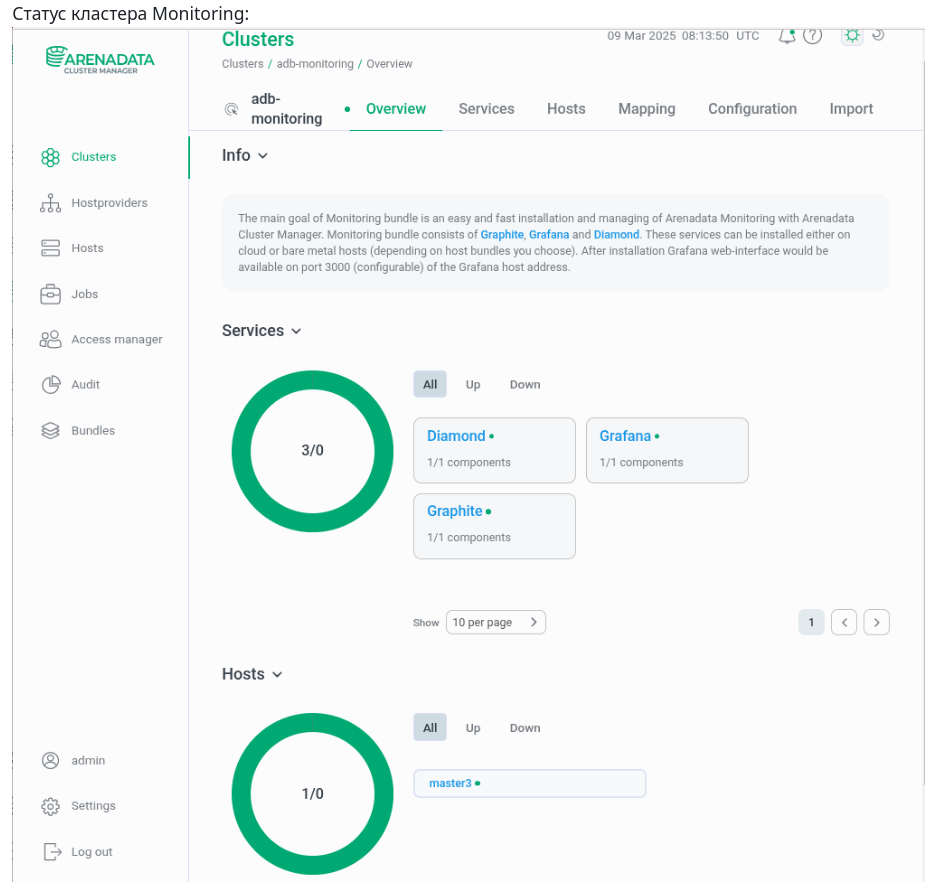 Статус кластера Monitoring:
ARENADATA
CLUSTER MANAGER
Clusters
09 Mar 2025 08:13:50 UTC
Clusters / adb-monitoring / Overview
adb-
monitoring
Overview Services Hosts Mapping Configuration Import
Clusters
Hostproviders
Hosts
Jobs
Access manager
Audit
Bundles
admin
Settings
Log out
Info
The main goal of Monitoring bundle is an easy and fast installation and managing of Arenadata Monitoring with Arenadata
Cluster Manager. Monitoring bundle consists of Graphite, Grafana and Diamond. These services can be installed either on
cloud or bare metal hosts (depending on host bundles you choose). After installation Grafana web-interface would be
available on port 3000 (configurable) of the Grafana host address.
Services
3/0
All Up Down
Diamond
1/1 components
Grafana
1/1 components
Graphite
1/1 components
Show 10 per page
1
Hosts
1/0
All Up Down
master3